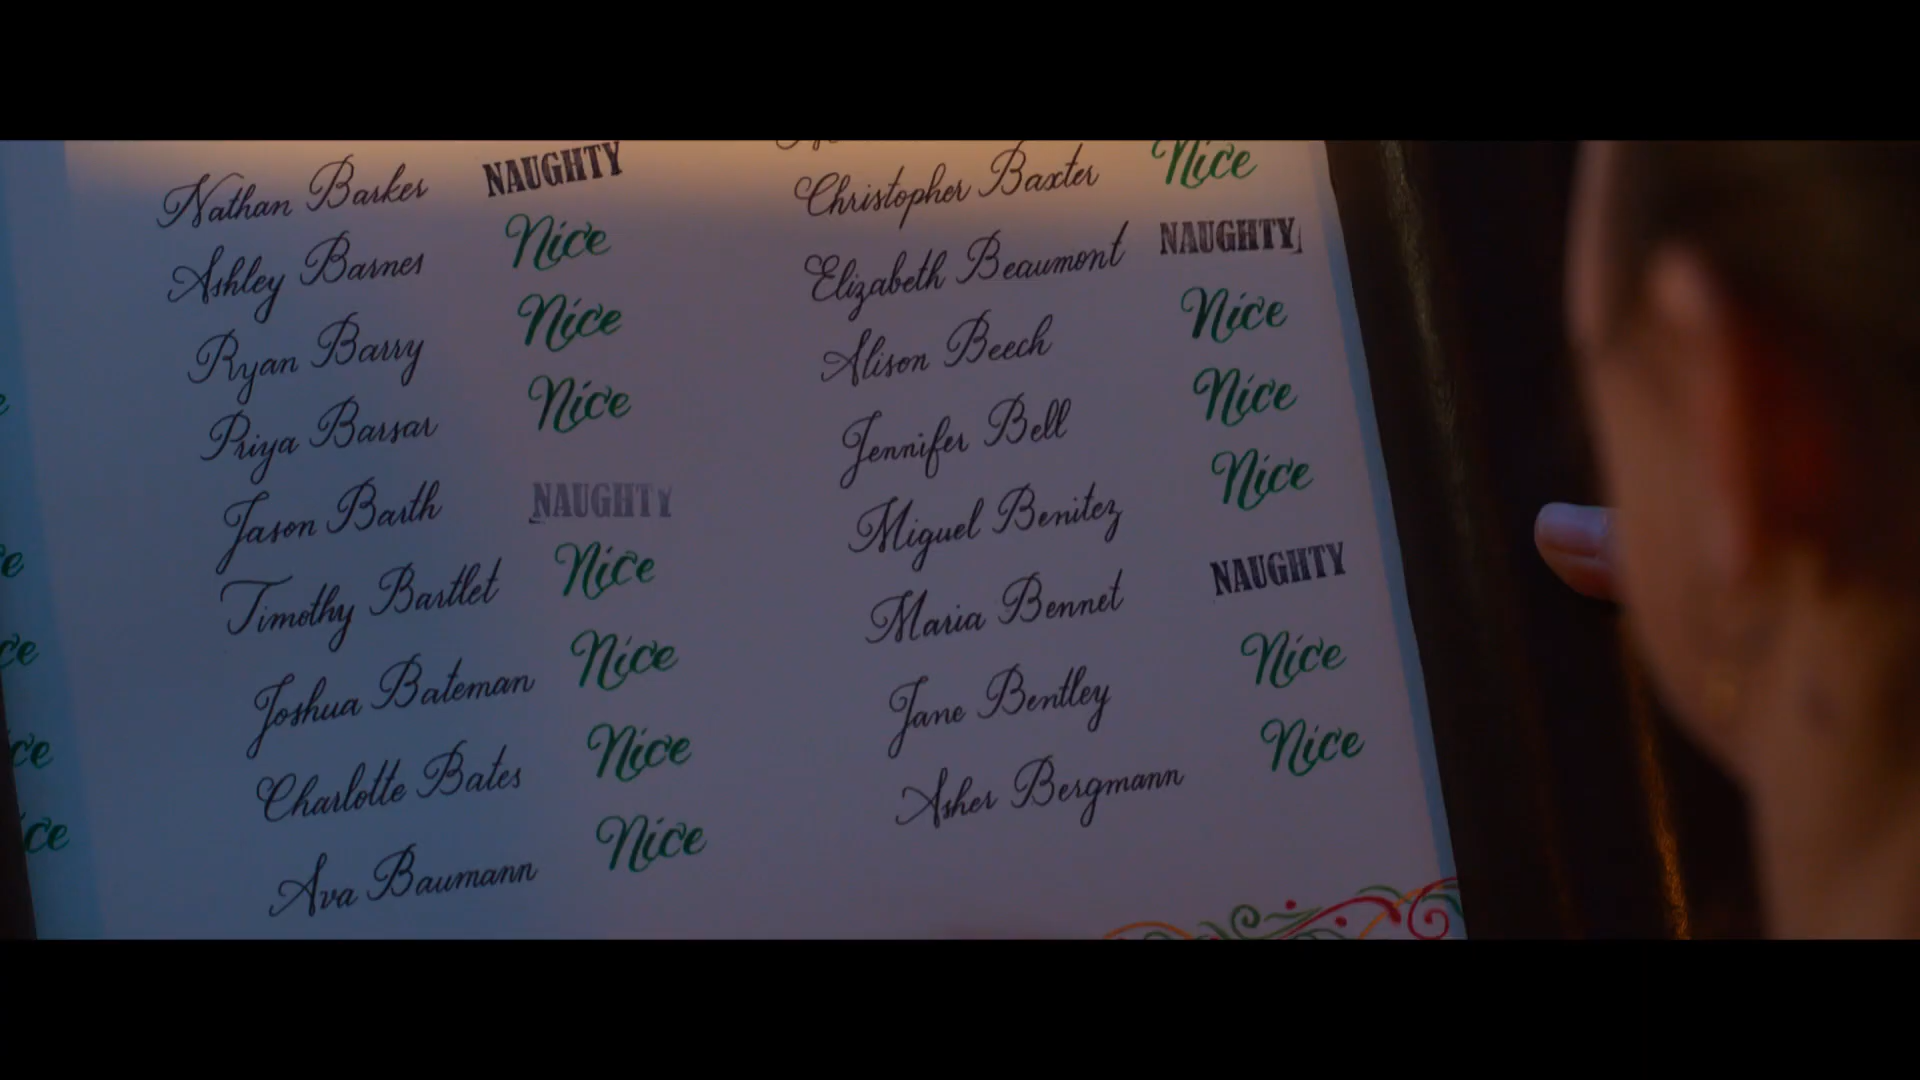 Nathan Barker NAUGHTY
Ashley Barnes Nice
Ryan Barry Nice
Priya Barsar Nice
Jason Barth NAUGHTY
Timothy Bartlet Nice
Joshua Bateman Nice
Charlotte Bates Nice
Ava Baumann Nice
Christopher Baxter Nice
Elizabeth Beaumont NAUGHTY
Alison Beech Nice
Jennifer Bell Nice
Miguel Benitez Nice
Maria Bennet NAUGHTY
Jane Bentley Nice
Asher Bergmann Nice